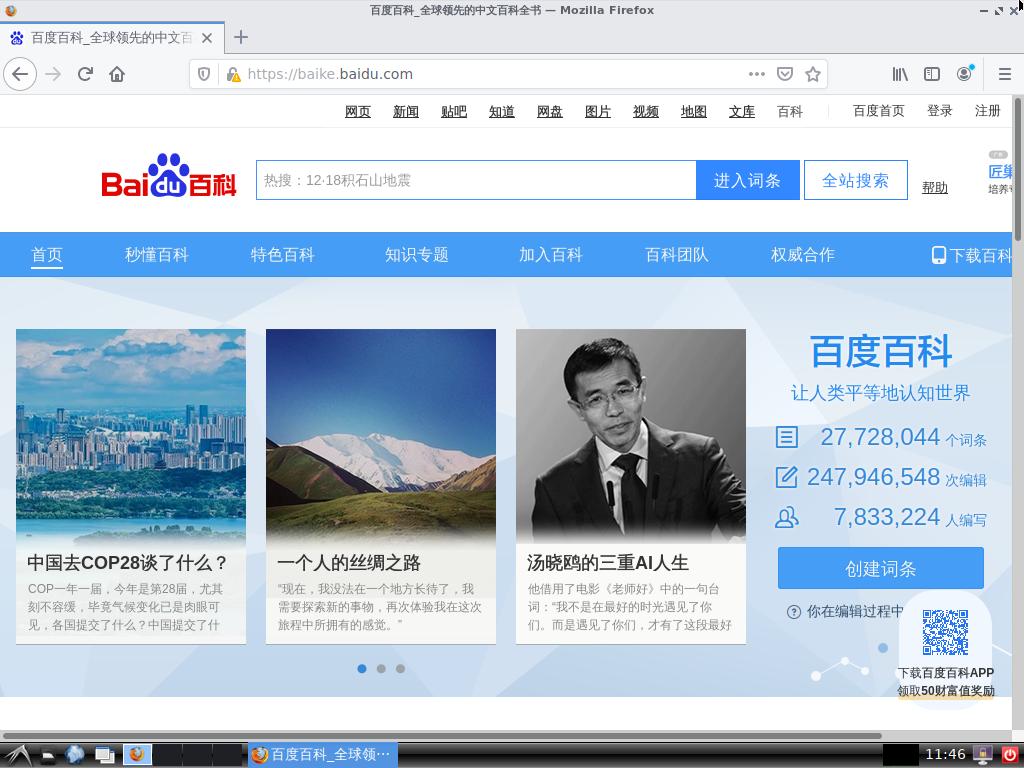 百度百科_全球领先的中文百科全书 — Mozilla Firefox
百度百科_全球领先的中文百
https://baike.baidu.com
网页 新闻 贴吧 知道 网盘 图片 视频 地图 文库 百科 百度首页 登录 注册
Bai du 百科
热搜：12·18积石山地震
进入词条
全站搜索
帮助
培养
首页 秒懂百科 特色百科 知识专题 加入百科 百科团队 权威合作 下载百科
中国去COP28谈了什么？
COP一年一届，今年是第28届，尤其
刻不容缓，毕竟气候变化已是肉眼可
见，各国提交了什么？中国提交了什
一个人的丝绸之路
“现在，我没法在一个地方长待了，我
需要探索新的事物，再次体验我在这次
旅程中所拥有的感觉。”
汤晓鸥的三重AI人生
他借用了电影《老师好》中的一句台
词：“我不是在最好的时光遇见了你
们。而是遇见了你们，才有了这段最好
百度百科
让人类平等地认知世界
27,728,044 个词条
247,946,548 次编辑
7,833,224 人编写
创建词条
你在编辑过程中
下载百度百科APP
领取50财富值奖励
百度百科_全球领…
11:46